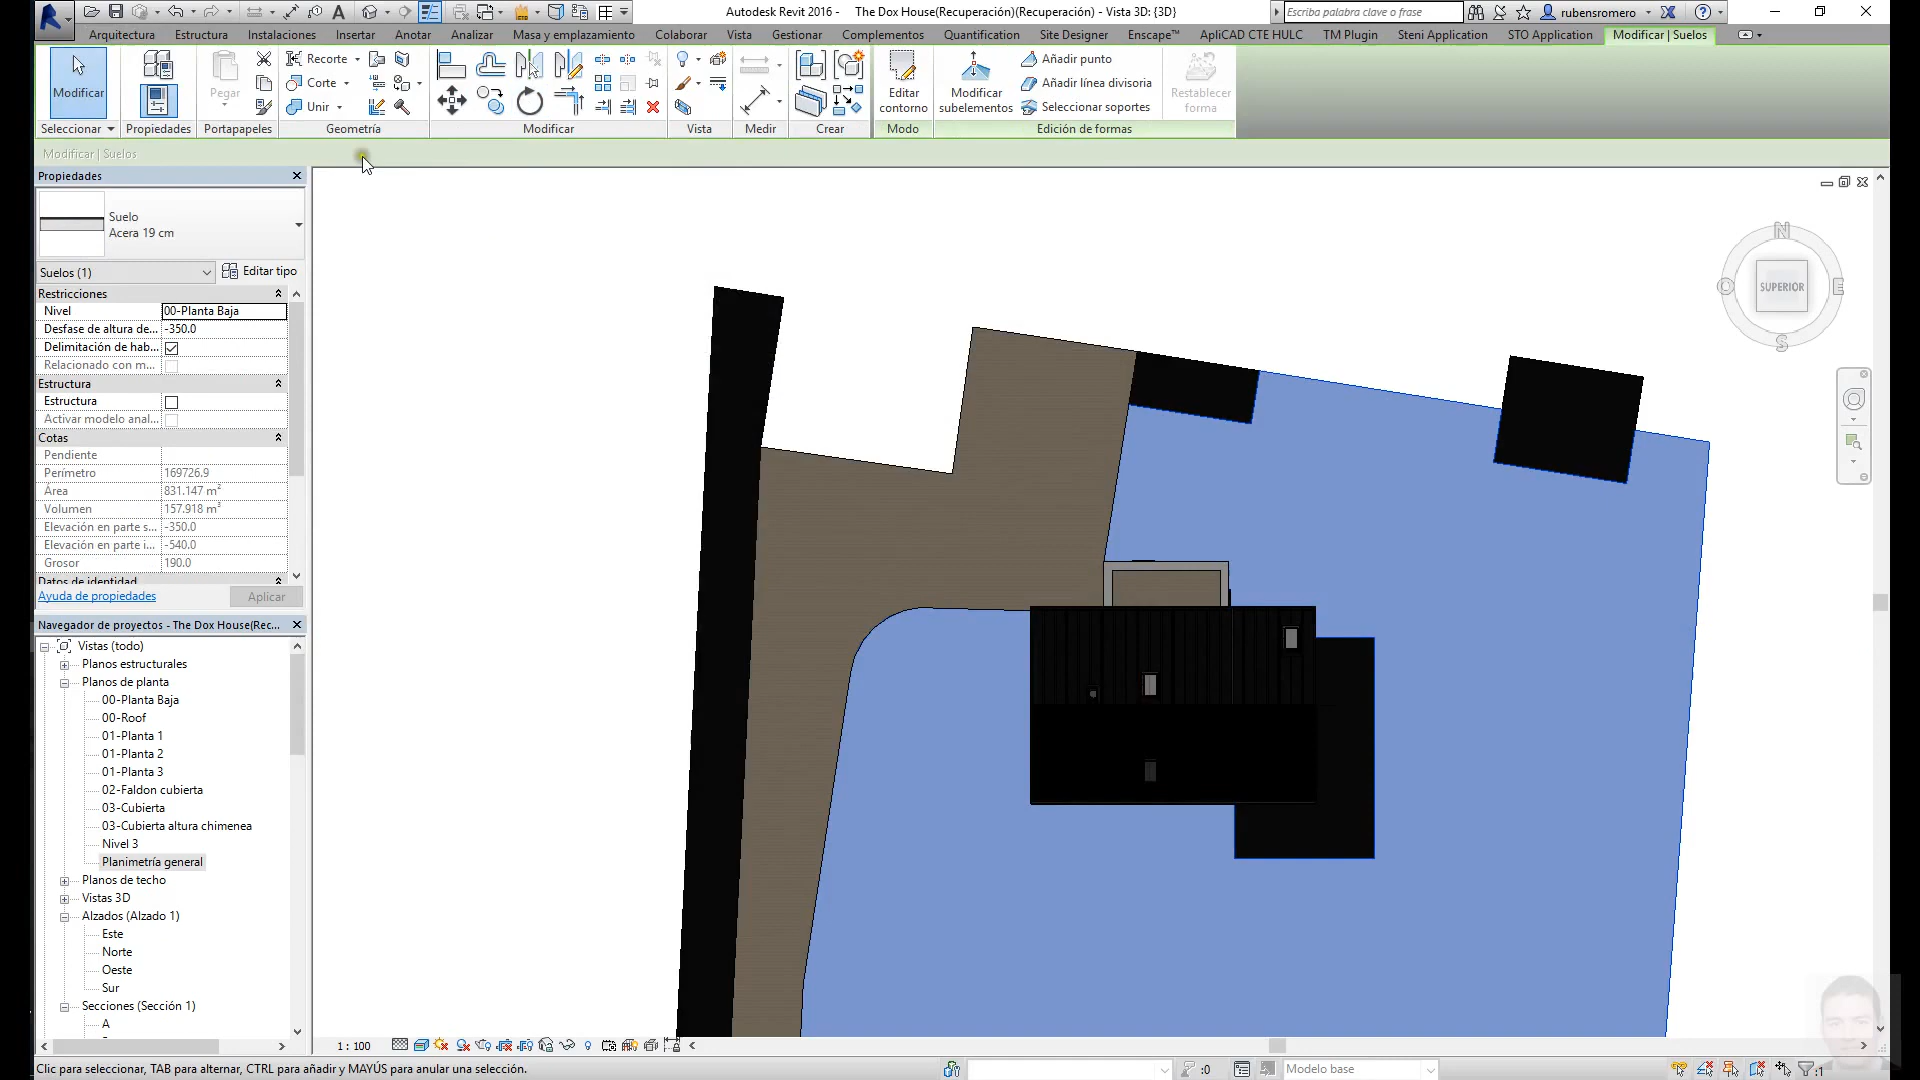 Autodesk Revit 2016 - The Dox House(Recuperación)(Recuperación) - Vista 3D: {3D}
Escriba palabra clave o frase
rubensromero
Arquitectura Estructura Instalaciones Insertar Anotar Analizar Masa y emplazamiento Colaborar Vista Gestionar Complementos Quantification Site Designer Enscape™ ApliCAD CTE HULC TM Plugin Steni Application STO Application Modificar | Suelos
Modificar
Pegar
Recorte
Corte
Unir
Editar contorno
Modificar subelementos
Añadir punto
Añadir línea divisoria
Seleccionar soportes
Restablecer forma
Seleccionar Propiedades Portapapeles Geometría Modificar Vista Medir Crear Modo Edición de formas
Modificar | Suelos
Propiedades
Suelo
Acera 19 cm
Suelos (1) Editar tipo
Restricciones
Nivel 00-Planta Baja
Desfase de altura de... -350.0
Delimitación de hab...
Relacionado con m...
Estructura
Estructura
Activar modelo anal...
Cotas
Pendiente
Perímetro 169726.9
Área 831.147 m²
Volumen 157.918 m³
Elevación en parte s... -350.0
Elevación en parte i... -540.0
Grosor 190.0
Datos de identidad
Ayuda de propiedades Aplicar
Navegador de proyectos - The Dox House(Rec...
Vistas (todo)
Planos estructurales
Planos de planta
00-Planta Baja
00-Roof
01-Planta 1
01-Planta 2
01-Planta 3
02-Faldon cubierta
03-Cubierta
03-Cubierta altura chimenea
Nivel 3
Planimetría general
Planos de techo
Vistas 3D
Alzados (Alzado 1)
Este
Norte
Oeste
Sur
Secciones (Sección 1)
A
N
O SUPERIOR E
S
1 : 100
Clic para seleccionar, TAB para alternar, CTRL para añadir y MAYÚS para anular una selección.
:0
Modelo base
:1